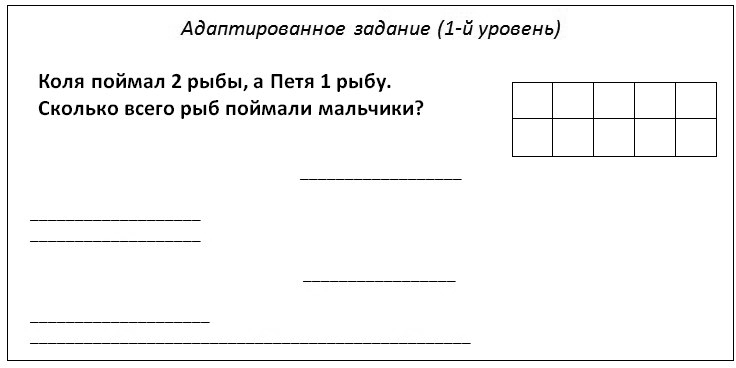 Адаптированное задание (1-й уровень)
Коля поймал 2 рыбы, а Петя 1 рыбу.
Сколько всего рыб поймали мальчики?